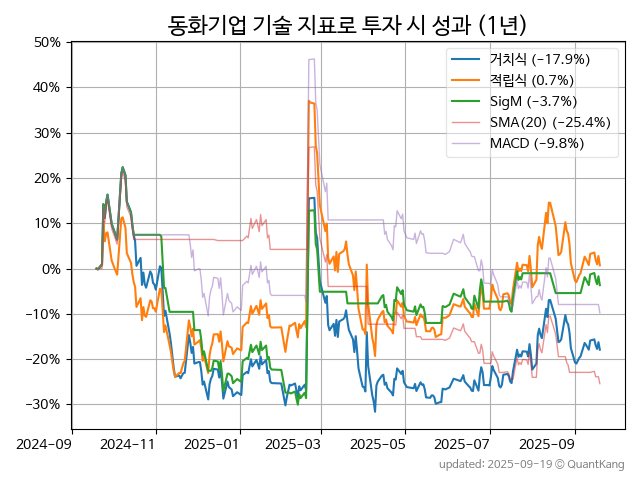 동화기업 기술 지표로 투자 시 성과 (1년)
50%
40%
30%
20%
10%
0%
-10%
-20%
-30%
거치식 (-17.9%)
적립식 (0.7%)
SigM (-3.7%)
SMA(20) (-25.4%)
MACD (-9.8%)
2024-09 2024-11 2025-01 2025-03 2025-05 2025-07 2025-09
updated: 2025-09-19 © QuantKang